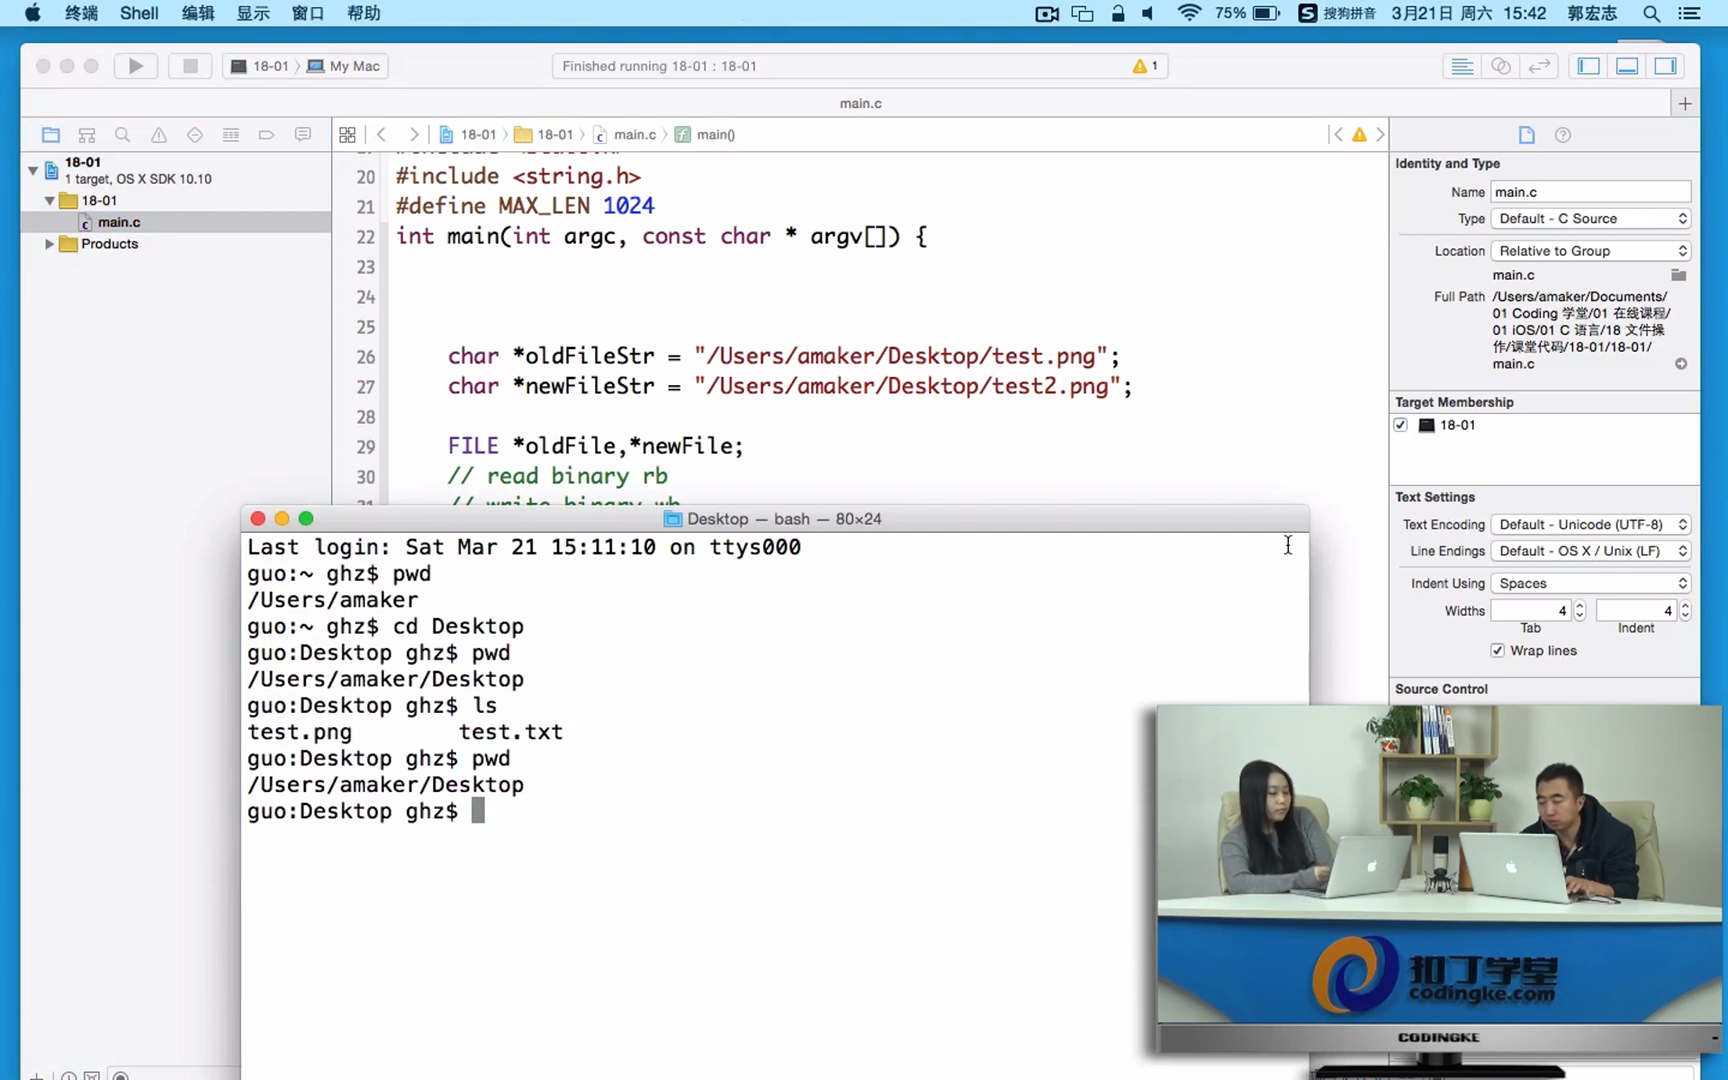 终端 Shell 编辑 显示 窗口 帮助 75% S 搜狗拼音 3月21日 周六 15:42 郭宏志
18-01 My Mac
Finished running 18-01 : 18-01
1
main.c
18-01 18-01 main.c main()
18-01
1 target, OS X SDK 10.10
18-01
main.c
Products
20 #include <string.h>
21 #define MAX_LEN 1024
22 int main(int argc, const char * argv[]) {
23
24
25
26 char *oldFileStr = "/Users/amaker/Desktop/test.png";
27 char *newFileStr = "/Users/amaker/Desktop/test2.png";
28
29 FILE *oldFile,*newFile;
30 // read binary rb
// write binary wb
Desktop — bash — 80×24
Last login: Sat Mar 21 15:11:10 on ttys000
guo:~ ghz$ pwd
/Users/amaker
guo:~ ghz$ cd Desktop
guo:Desktop ghz$ pwd
/Users/amaker/Desktop
guo:Desktop ghz$ ls
test.png test.txt
guo:Desktop ghz$ pwd
/Users/amaker/Desktop
guo:Desktop ghz$
Identity and Type
Name main.c
Type Default - C Source
Location Relative to Group
main.c
Full Path /Users/amaker/Documents/
01 Coding 学堂/01 在线课程/
01 iOS/01 C 语言/18 文件操
作/课堂代码/18-01/18-01/
main.c
Target Membership
18-01
Text Settings
Text Encoding Default - Unicode (UTF-8)
Line Endings Default - OS X / Unix (LF)
Indent Using Spaces
Widths 4 4
Tab Indent
Wrap lines
Source Control
扣丁学堂
codingke.com
CODINGKE